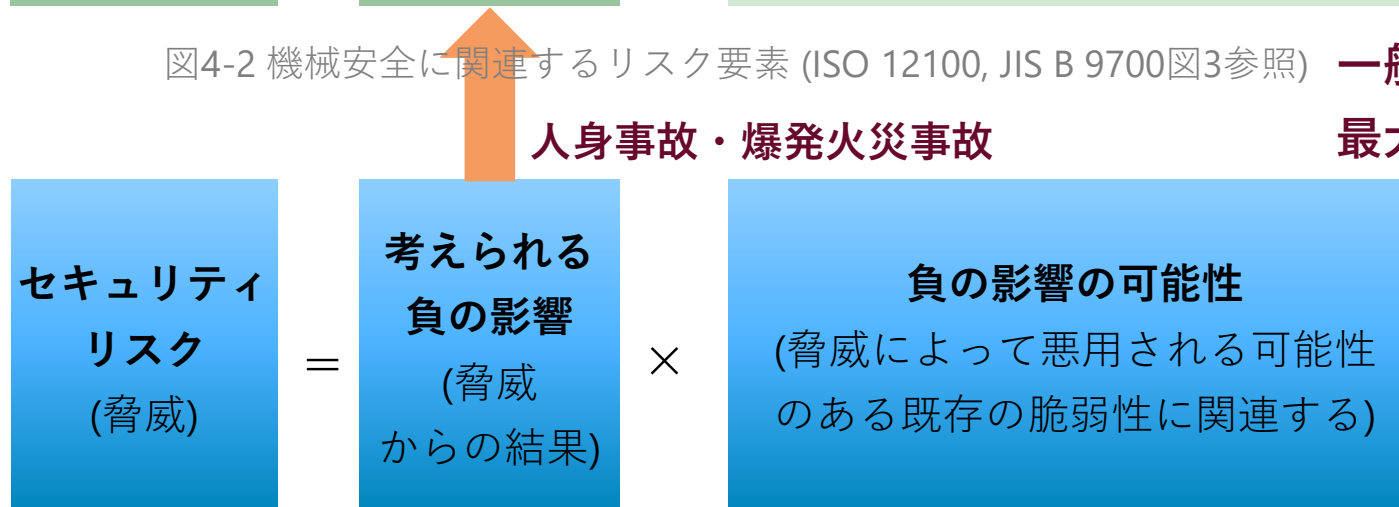 図4-2 機械安全に関連するリスク要素 (ISO 12100, JIS B 9700図3参照)
一般
最大
人身事故・爆発火災事故
セキュリティ
リスク
(脅威)
＝
考えられる
負の影響
(脅威
からの結果)
×
負の影響の可能性
(脅威によって悪用される可能性
のある既存の脆弱性に関連する)